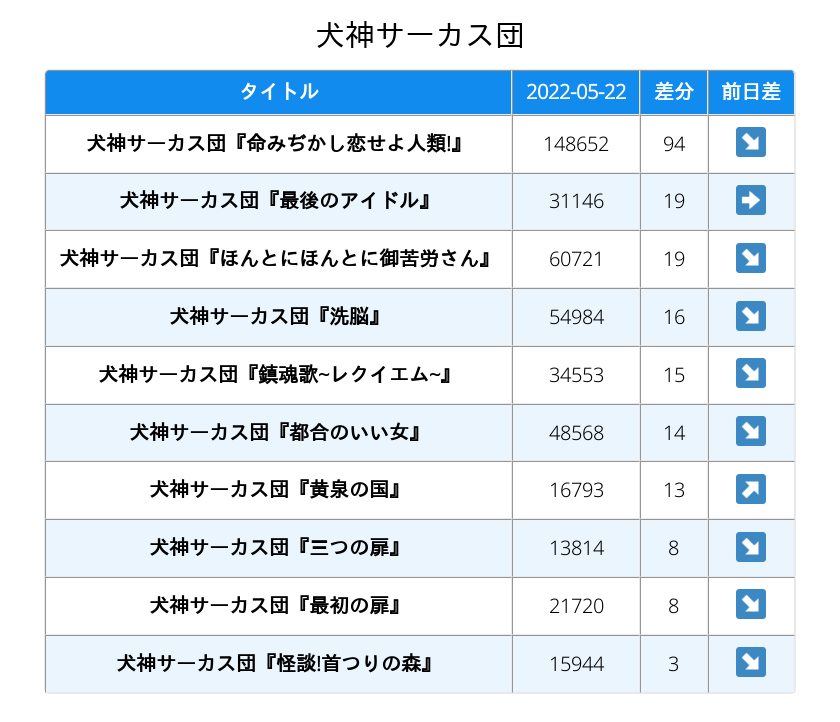 犬神サーカス団
タイトル 2022-05-22 差分 前日差
犬神サーカス団『命みぢかし恋せよ人類!』 148652 94 ↘
犬神サーカス団『最後のアイドル』 31146 19 ➡
犬神サーカス団『ほんとにほんとに御苦労さん』 60721 19 ↘
犬神サーカス団『洗脳』 54984 16 ↘
犬神サーカス団『鎮魂歌~レクイエム~』 34553 15 ↘
犬神サーカス団『都合のいい女』 48568 14 ↘
犬神サーカス団『黄泉の国』 16793 13 ↗
犬神サーカス団『三つの扉』 13814 8 ↘
犬神サーカス団『最初の扉』 21720 8 ↘
犬神サーカス団『怪談!首つりの森』 15944 3 ↘